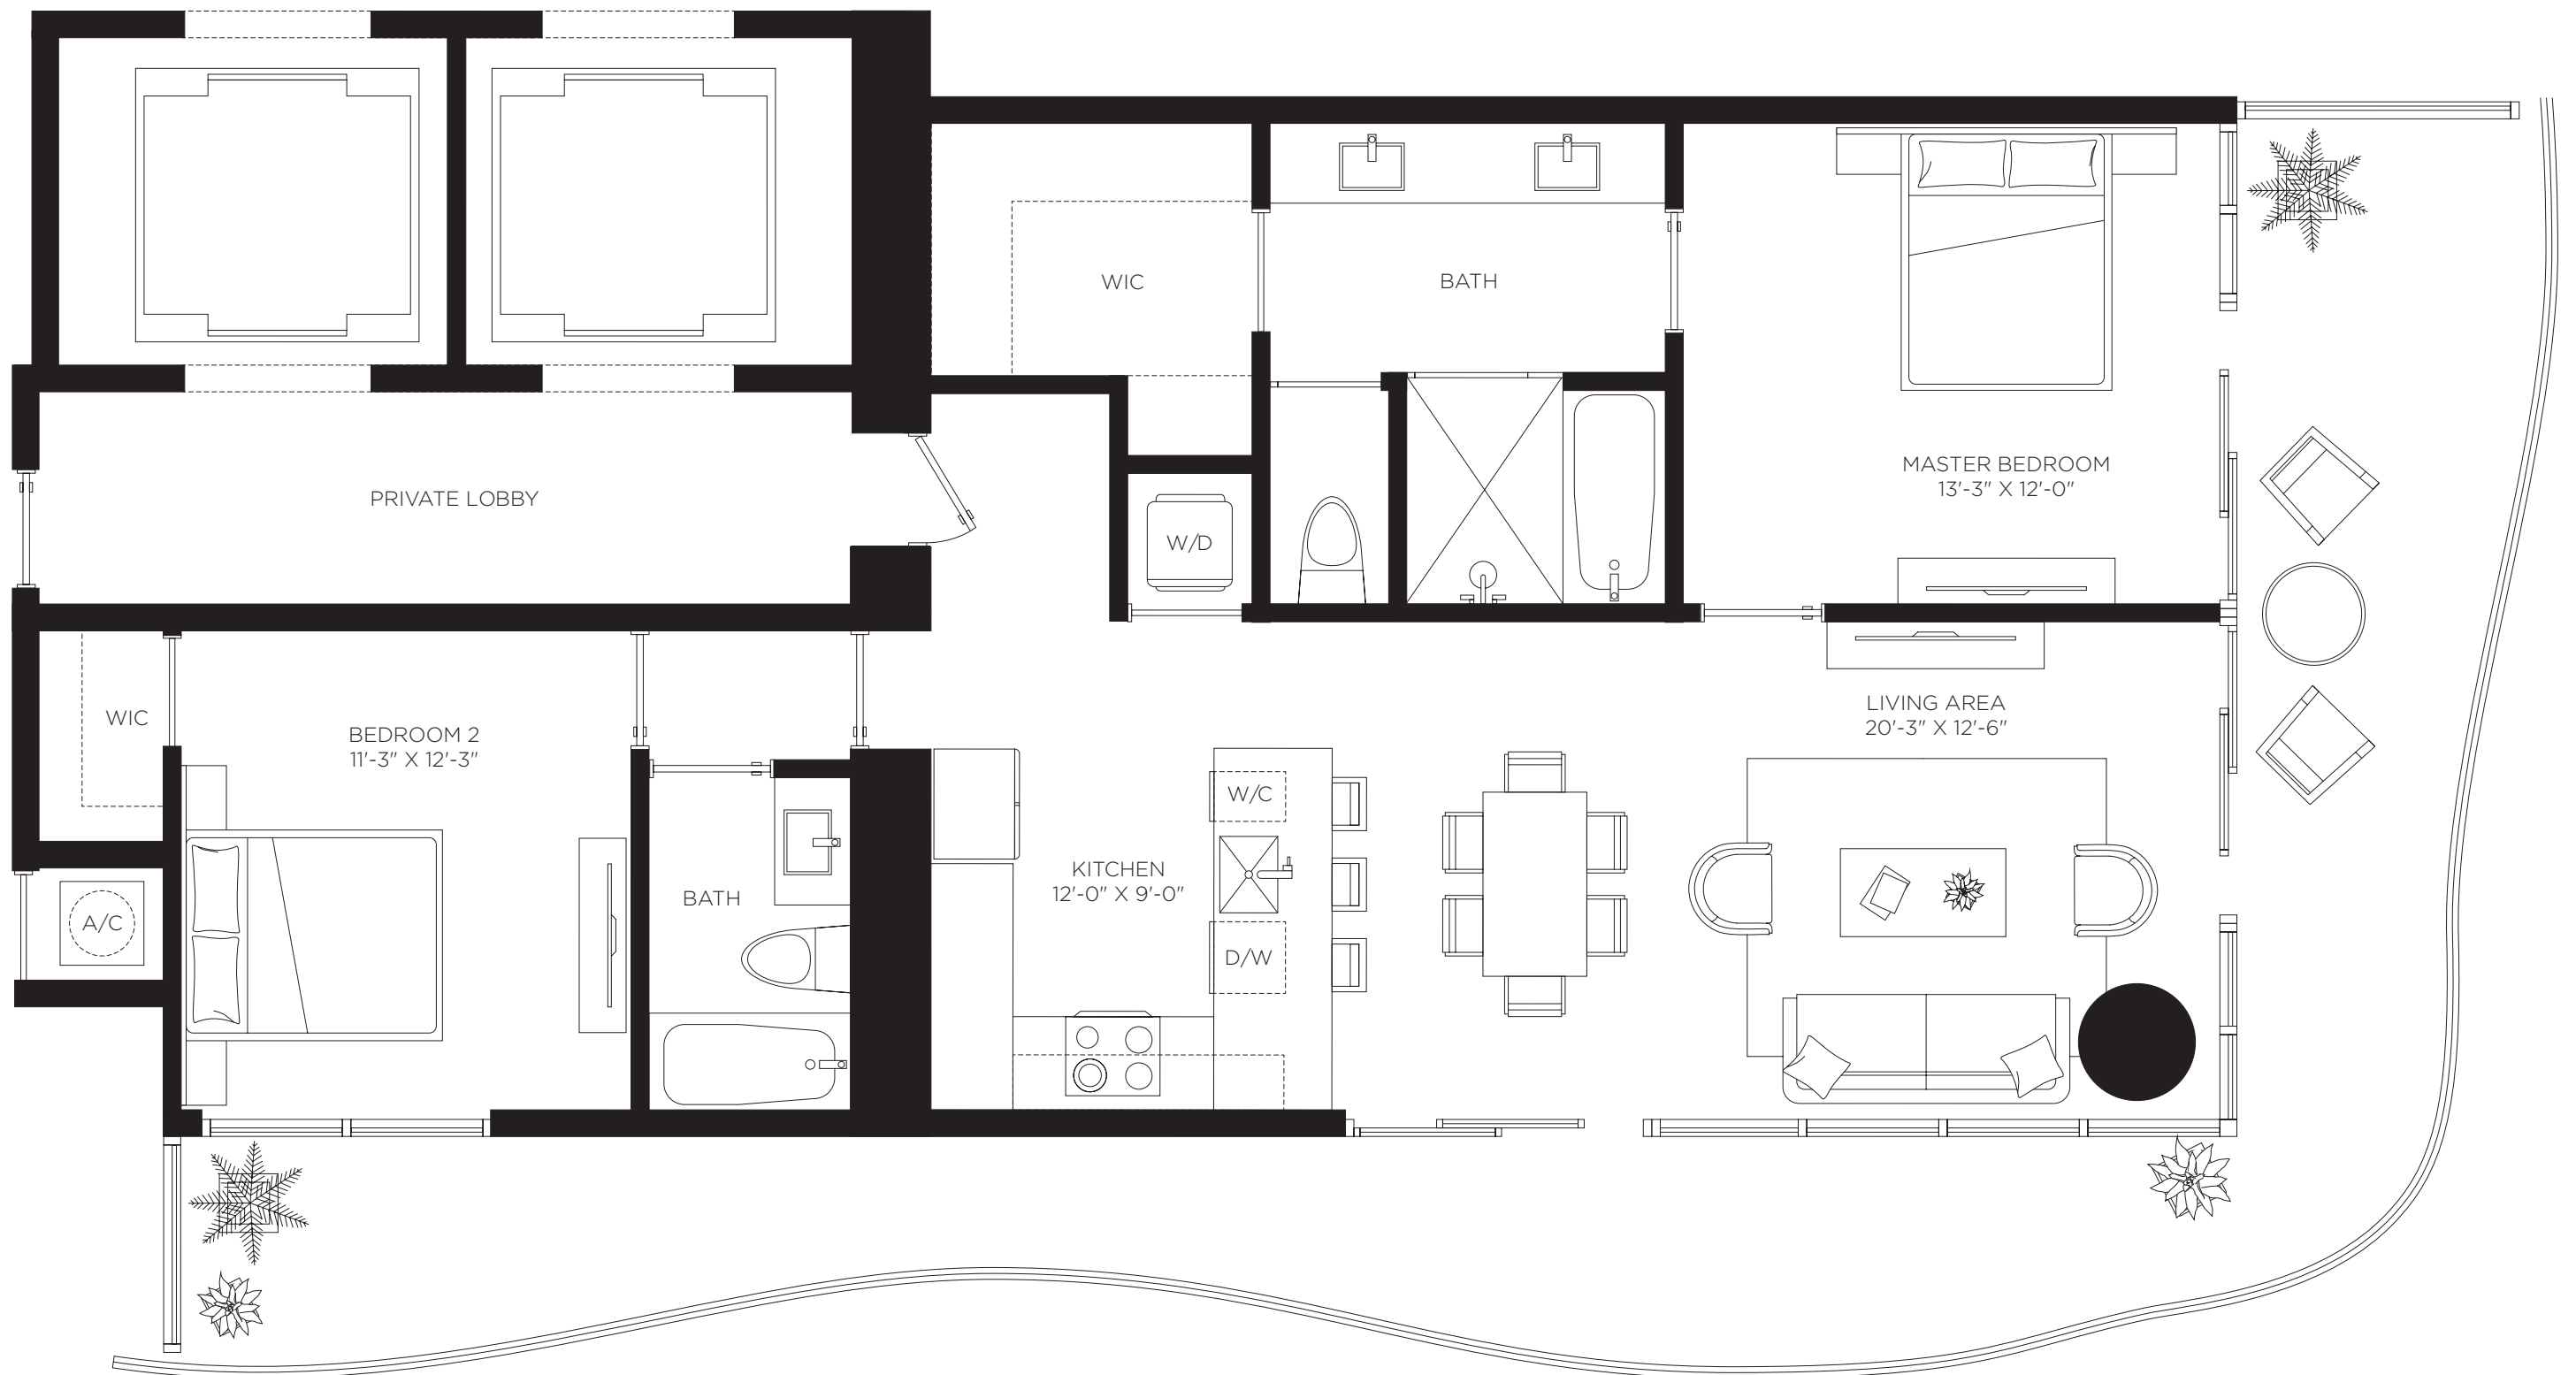 WIC
BATH
MASTER BEDROOM
13'-3" X 12'-0"
PRIVATE LOBBY
W/D
WIC
BEDROOM 2
11'-3" X 12'-3"
LIVING AREA
20'-3" X 12'-6"
W/C
KITCHEN
12'-0" X 9'-0"
BATH
A/C
D/W